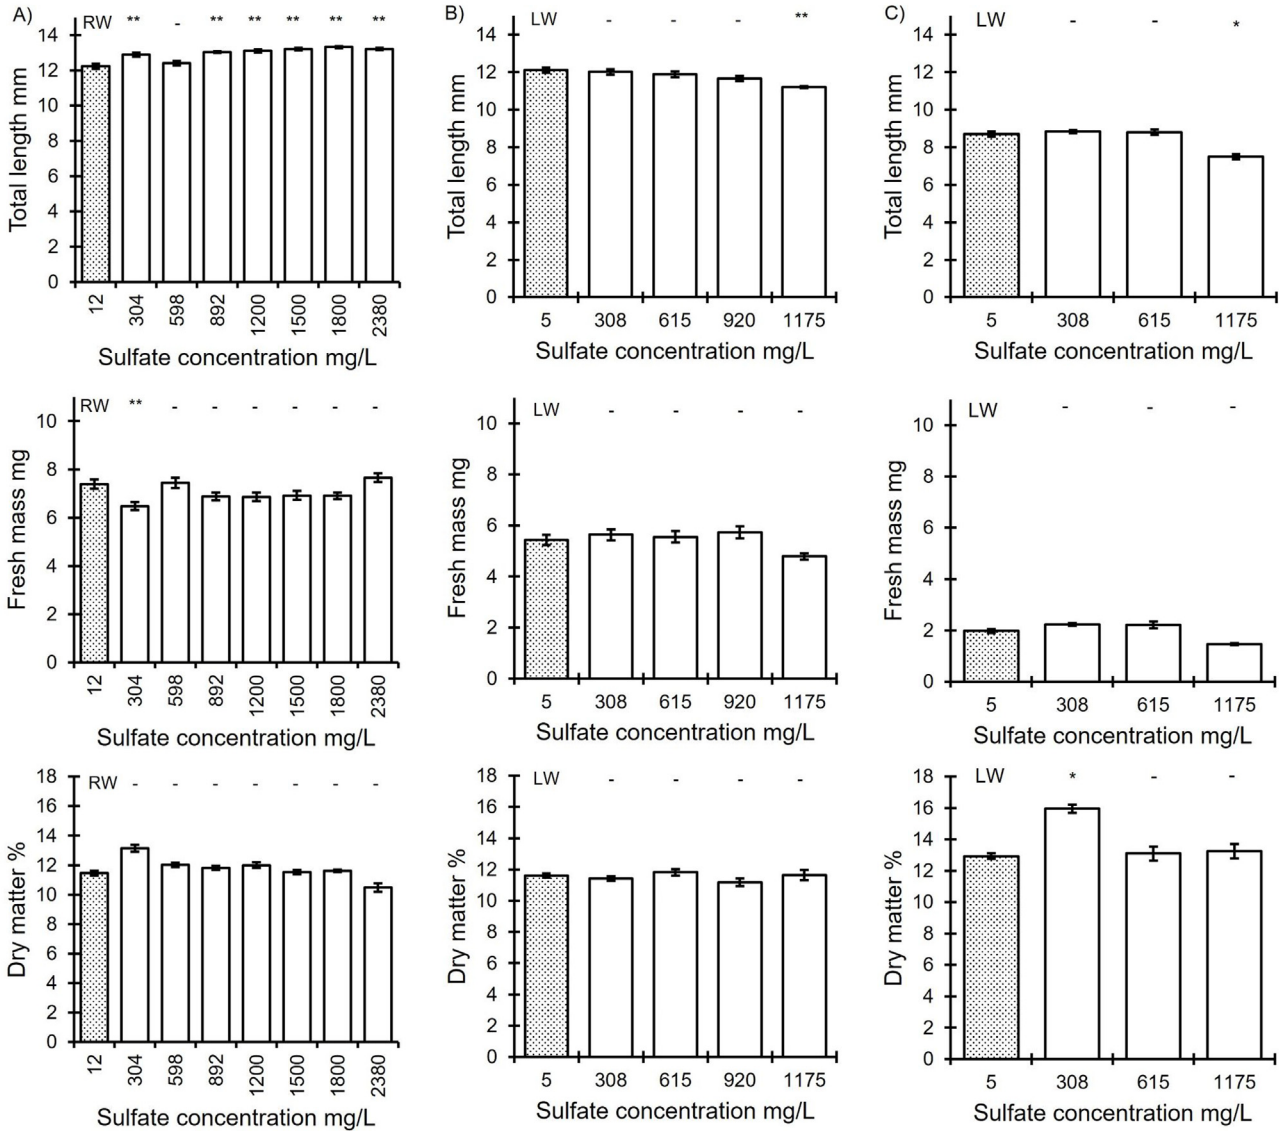 A)
RW ** - ** ** ** ** **
Total length mm
14
12
10
8
6
4
2
0
12 304 598 892 1200 1500 1800 2380
Sulfate concentration mg/L
B)
LW - - - **
Total length mm
14
12
10
8
6
4
2
0
5 308 615 920 1175
Sulfate concentration mg/L
C)
LW - - *
Total length mm
14
12
10
8
6
4
2
0
5 308 615 1175
Sulfate concentration mg/L
RW ** - - - - - -
Fresh mass mg
10
8
6
4
2
0
12 304 598 892 1200 1500 1800 2380
Sulfate concentration mg/L
LW - - - -
Fresh mass mg
10
8
6
4
2
0
5 308 615 920 1175
Sulfate concentration mg/L
LW - - -
Fresh mass mg
10
8
6
4
2
0
5 308 615 1175
Sulfate concentration mg/L
RW - - - - - - -
Dry matter %
18
16
14
12
10
8
6
4
2
0
12 304 598 892 1200 1500 1800 2380
Sulfate concentration mg/L
LW - - - -
Dry matter %
18
16
14
12
10
8
6
4
2
0
5 308 615 920 1175
Sulfate concentration mg/L
LW * - -
Dry matter %
18
16
14
12
10
8
6
4
2
0
5 308 615 1175
Sulfate concentration mg/L